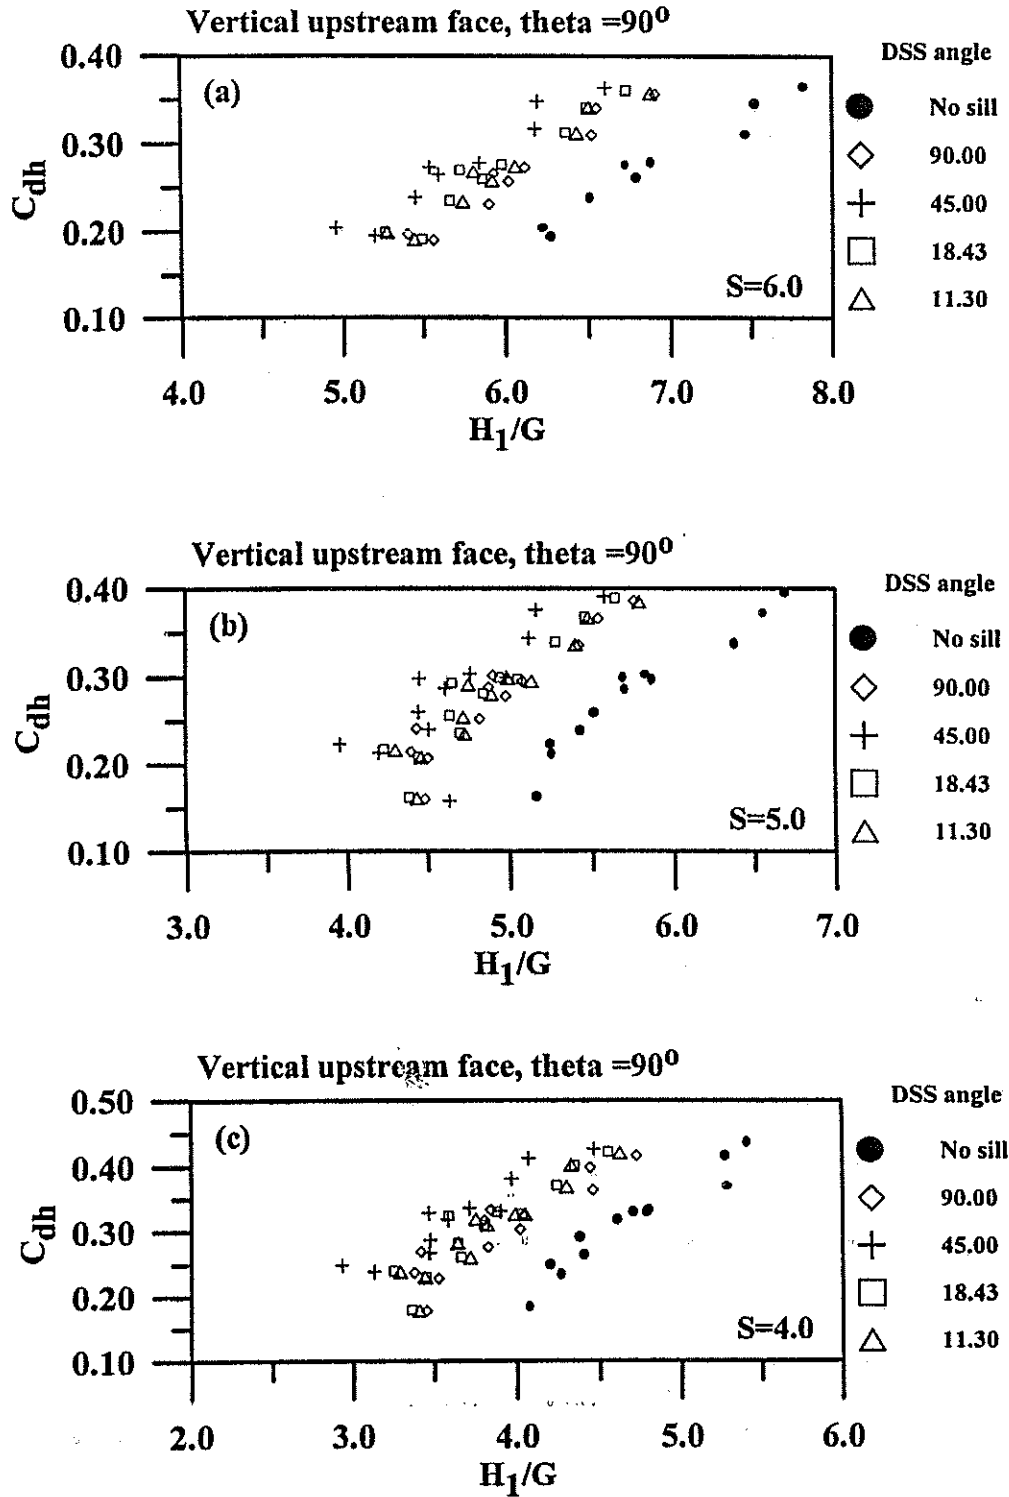 Vertical upstream face, theta =90⁰
DSS angle
0.40
(a)
No sill
0.30
90.00
C_dh
45.00
0.20
18.43
S=6.0
11.30
0.10
4.0 5.0 6.0 7.0 8.0
H₁/G
Vertical upstream face, theta =90⁰
DSS angle
0.40
(b)
No sill
0.30
90.00
C_dh
45.00
0.20
18.43
S=5.0
11.30
0.10
3.0 4.0 5.0 6.0 7.0
H₁/G
Vertical upstream face, theta =90⁰
DSS angle
0.50
(c)
No sill
0.40
90.00
0.30
C_dh
45.00
0.20
18.43
S=4.0
11.30
0.10
2.0 3.0 4.0 5.0 6.0
H₁/G